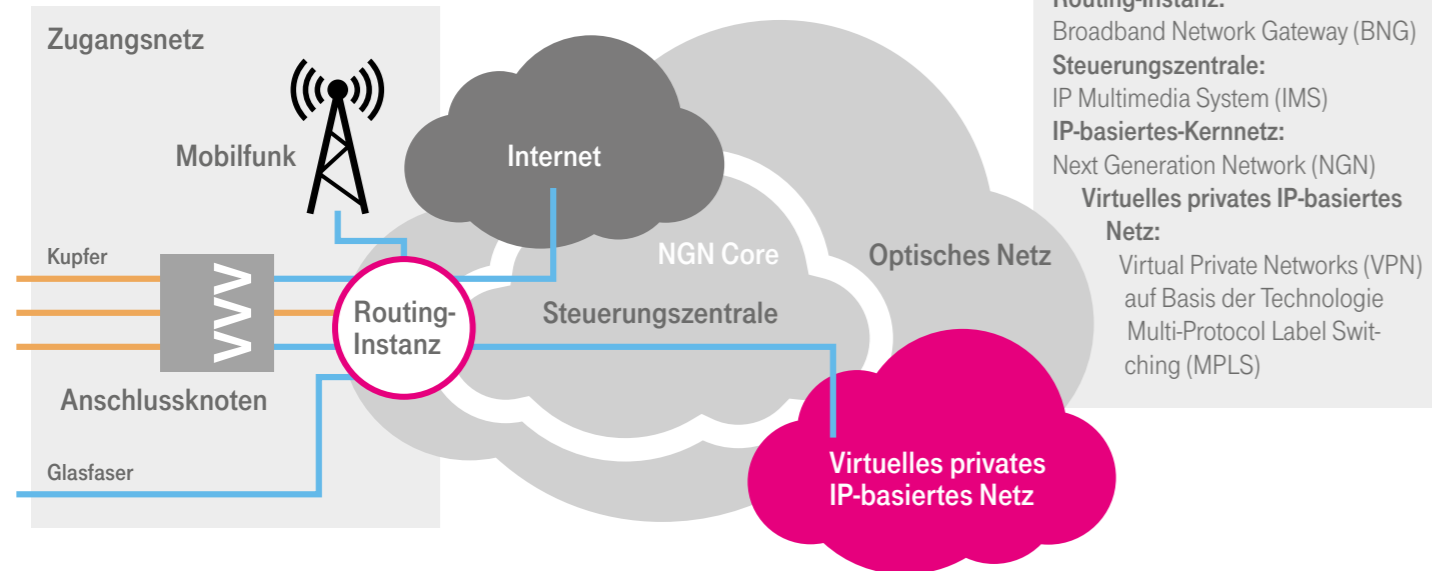 Zugangsnetz
Mobilfunk
Kupfer
Anschlussknoten
Glasfaser
Routing-
Instanz
Internet
NGN Core
Steuerungszentrale
Optisches Netz
Virtuelles privates
IP-basiertes Netz
Routing-Instanz:
Broadband Network Gateway (BNG)
Steuerungszentrale:
IP Multimedia System (IMS)
IP-basiertes-Kernnetz:
Next Generation Network (NGN)
Virtuelles privates IP-basiertes
Netz:
Virtual Private Networks (VPN)
auf Basis der Technologie
Multi-Protocol Label Swit-
ching (MPLS)